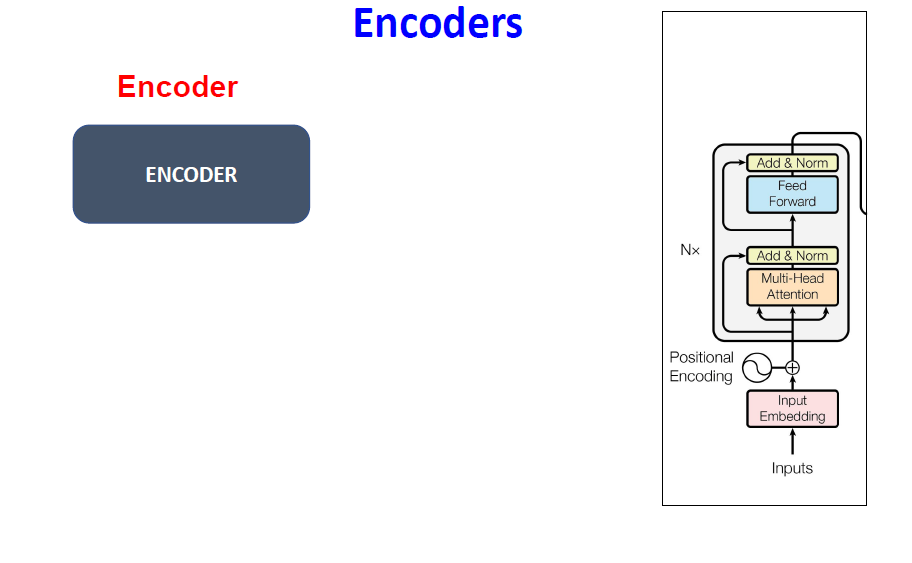 Encoders
Encoder
ENCODER
Add & Norm
Feed
Forward
Nx
Add & Norm
Multi-Head
Attention
Positional
Encoding
Input
Embedding
Inputs